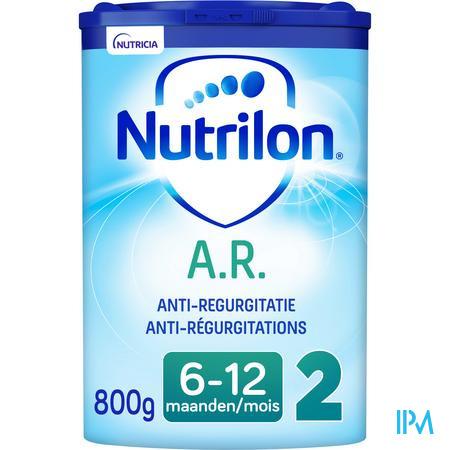 NUTRICIA
Nutrilon®
A.R.
ANTI-REGURGITATIE
ANTI-RÉGURGITATIONS
800g
6-12
maanden/mois
2
IPM